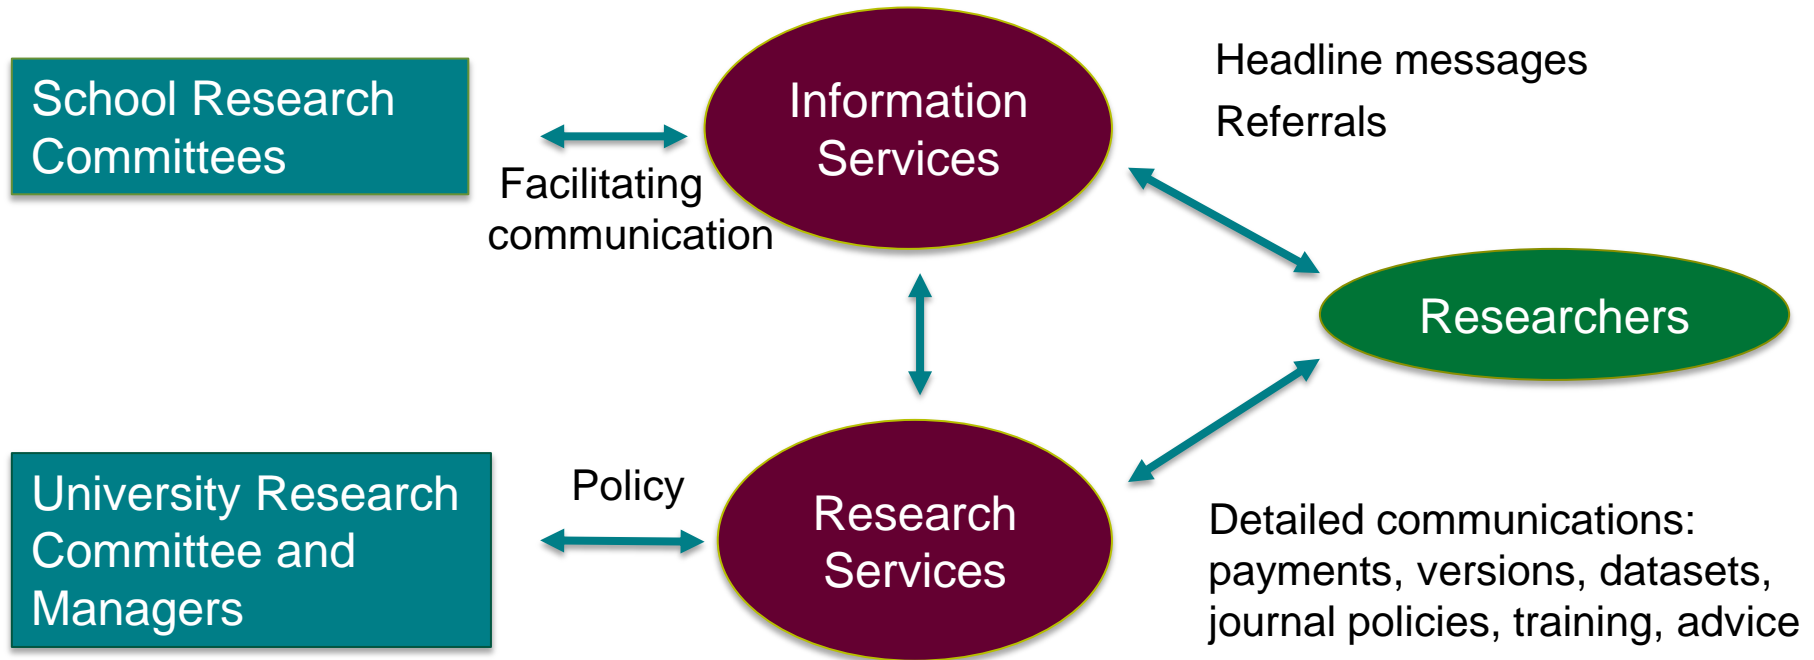 School Research
Committees
Facilitating
communication
Information
Services
Headline messages
Referrals
Researchers
University Research
Committee and
Managers
Policy
Research
Services
Detailed communications:
payments, versions, datasets,
journal policies, training, advice